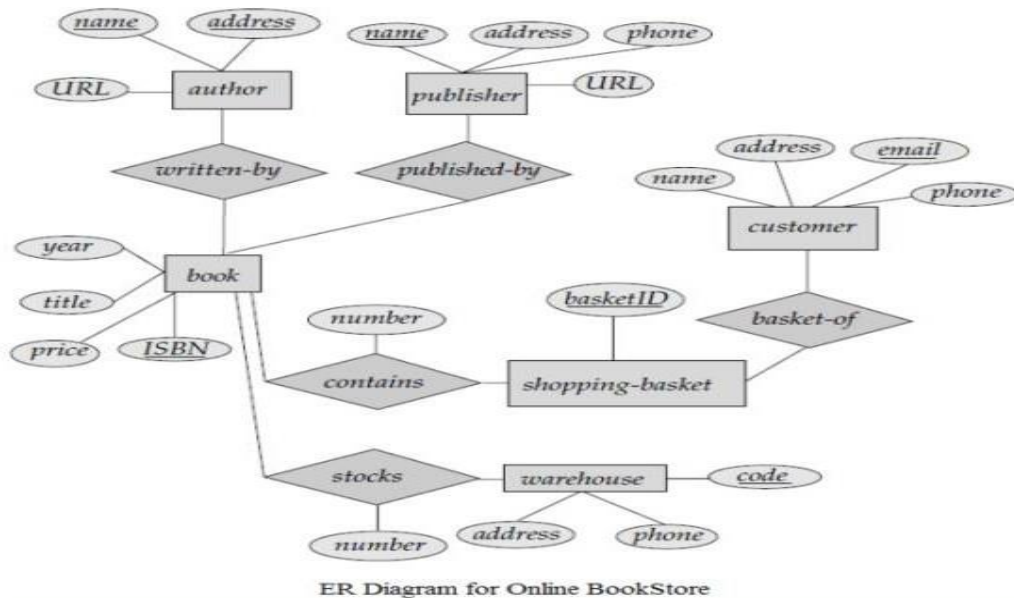 name
address
URL
author
written-by
name
address
phone
URL
publisher
published-by
address
email
name
phone
customer
basket-of
year
title
price
ISBN
book
number
contains
basketID
shopping-basket
stocks
number
warehouse
code
address
phone
ER Diagram for Online BookStore